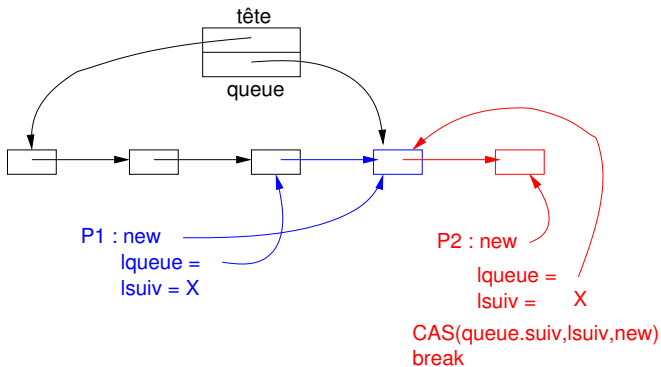 tête
queue
P1 : new
lqueue =
lsuiv = X
P2 : new
lqueue =
lsuiv = X
CAS(queue.suiv,lsuiv,new)
break